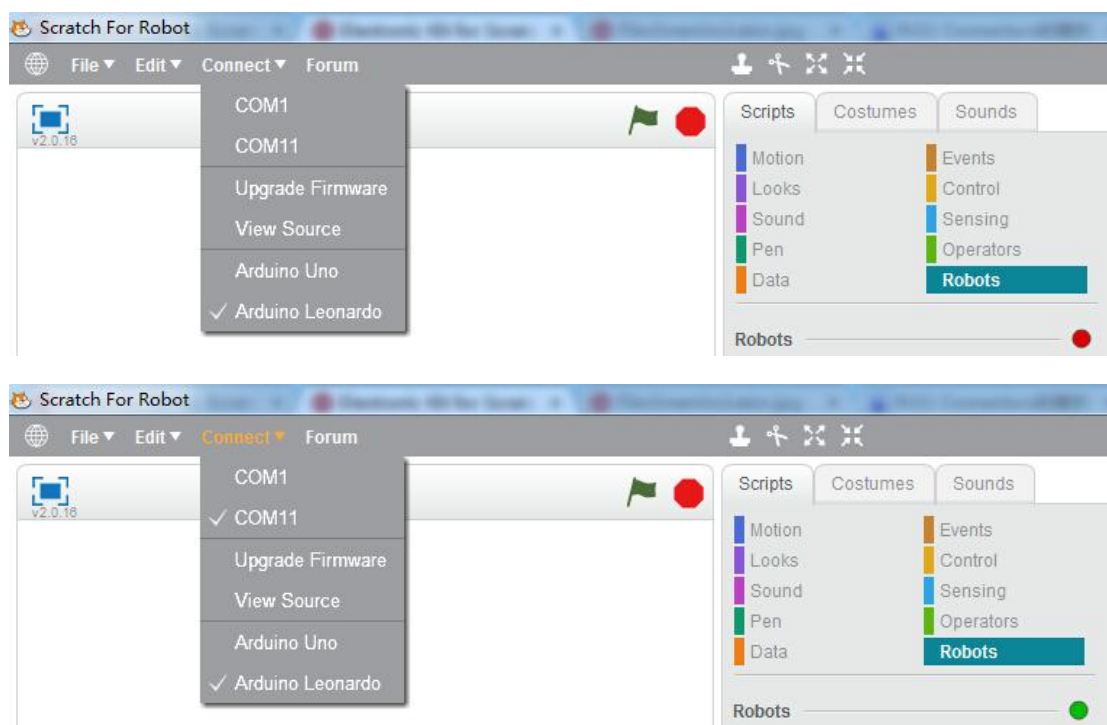 Scratch For Robot
File Edit Connect Forum
v2.0.16
COM1
COM11
Upgrade Firmware
View Source
Arduino Uno
Arduino Leonardo
Scripts Costumes Sounds
Motion Events
Looks Control
Sound Sensing
Pen Operators
Data Robots
Robots
Scratch For Robot
File Edit Connect Forum
v2.0.16
COM1
COM11
Upgrade Firmware
View Source
Arduino Uno
Arduino Leonardo
Scripts Costumes Sounds
Motion Events
Looks Control
Sound Sensing
Pen Operators
Data Robots
Robots